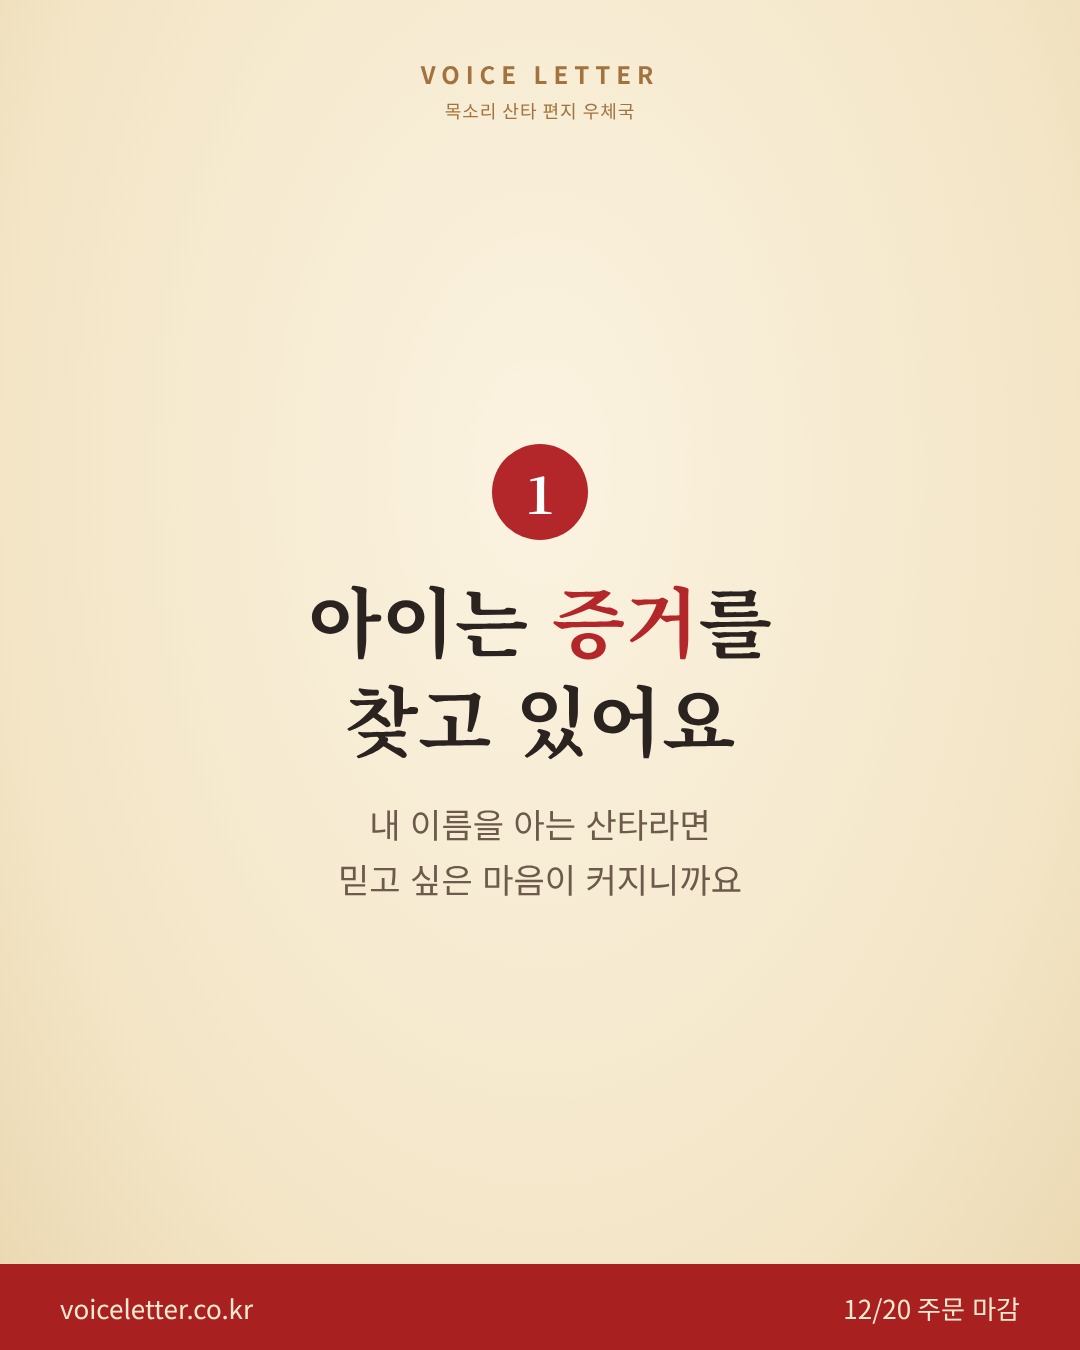 VOICE LETTER
목소리 산타 편지 우체국
1
아이는 증거를
찾고 있어요
내 이름을 아는 산타라면
믿고 싶은 마음이 커지니까요
voiceletter.co.kr
12/20 주문 마감